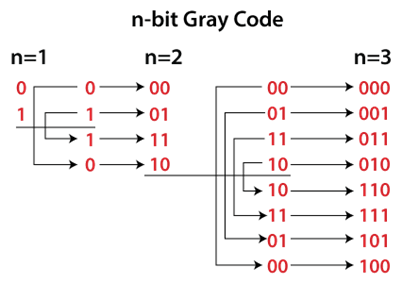 n-bit Gray Code
n=1 n=2 n=3
0 0 00 00 000
1 1 01 01 001
1 11 11 011
0 10 10 010
10 110
11 111
01 101
00 100